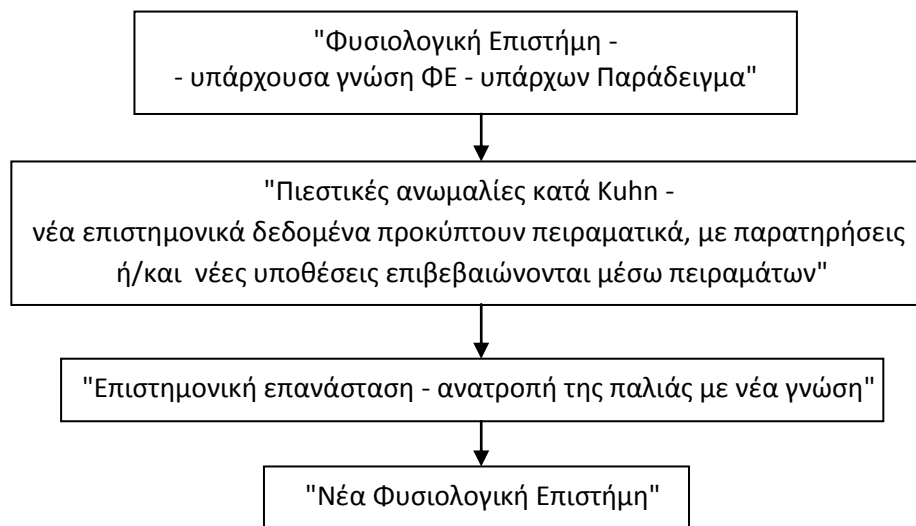 "Φυσιολογική Επιστήμη -
- υπάρχουσα γνώση ΦΕ - υπάρχων Παράδειγμα"
"Πιεστικές ανωμαλίες κατά Kuhn -
νέα επιστημονικά δεδομένα προκύπτουν πειραματικά, με παρατηρήσεις
ή/και νέες υποθέσεις επιβεβαιώνονται μέσω πειραμάτων"
"Επιστημονική επανάσταση - ανατροπή της παλιάς με νέα γνώση"
"Νέα Φυσιολογική Επιστήμη"